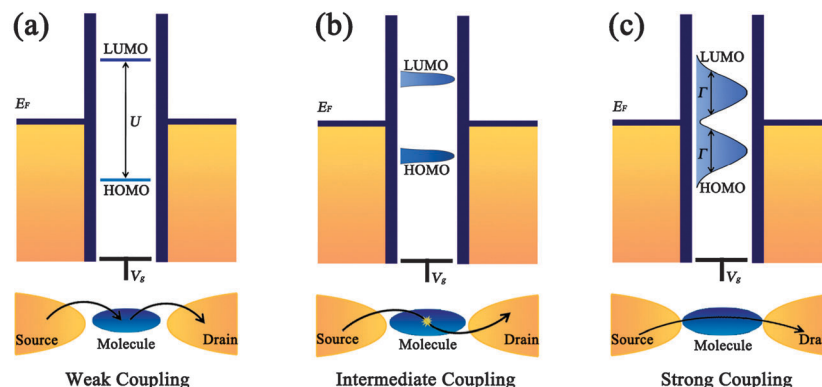 (a)
LUMO
E_F
U
HOMO
V_g
Source
Molecule
Drain
Weak Coupling
(b)
LUMO
E_F
HOMO
V_g
Source
Molecule
Drain
Intermediate Coupling
(c)
LUMO
E_F
Γ
Γ
HOMO
V_g
Source
Molecule
Drain
Strong Coupling